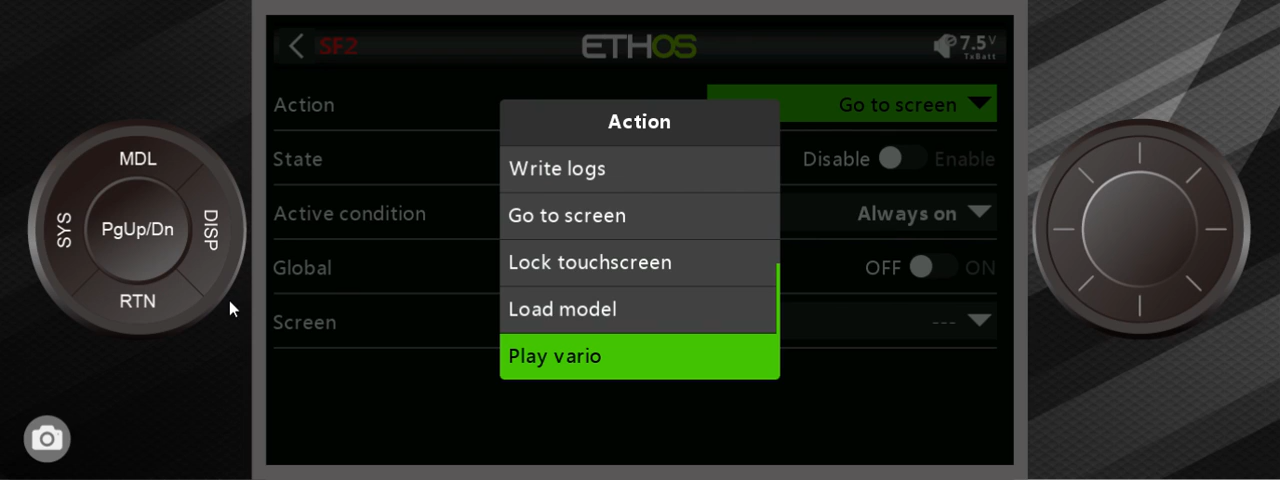 SF2
ETHOS
7.5V
TxBatt
Action
Go to screen
State
Disable
Enable
Active condition
Always on
Global
OFF
ON
Screen
---
Action
Write logs
Go to screen
Lock touchscreen
Load model
Play vario
MDL
SYS
PgUp/Dn
DISP
RTN